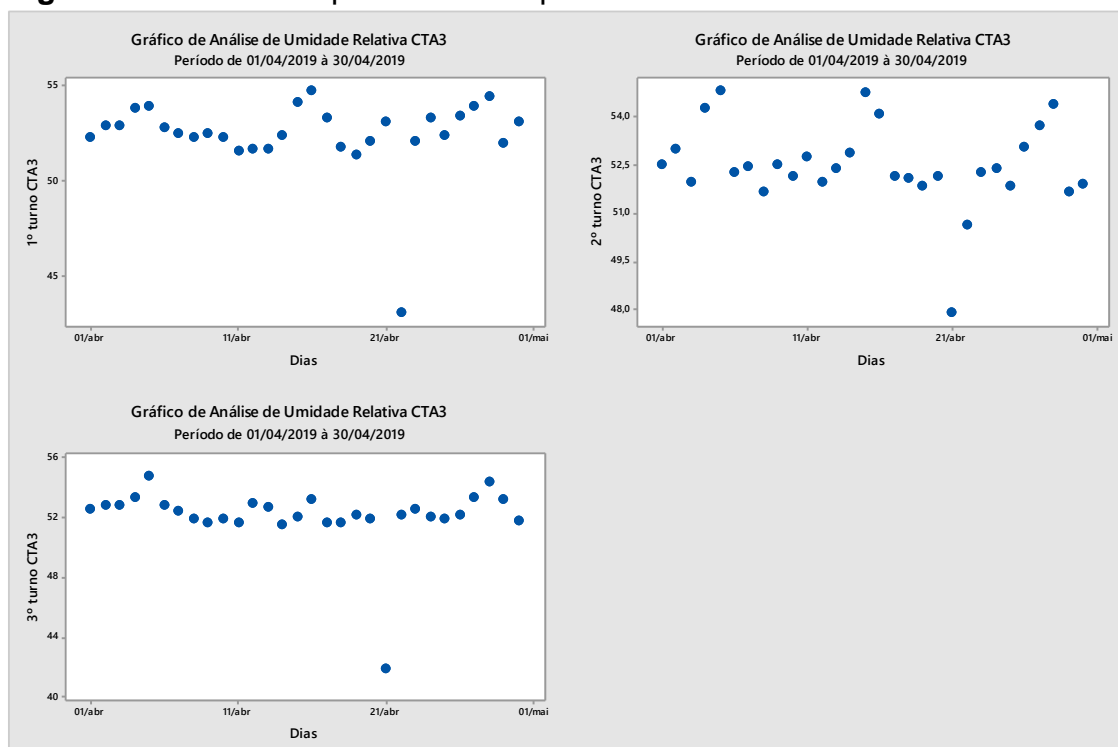 Gráfico de Análise de Umidade Relativa CTA3
Período de 01/04/2019 à 30/04/2019
55
50
45
1º turno CTA3
01/abr 11/abr 21/abr 01/mai
Dias
Gráfico de Análise de Umidade Relativa CTA3
Período de 01/04/2019 à 30/04/2019
54,0
52,5
51,0
49,5
48,0
2º turno CTA3
01/abr 11/abr 21/abr 01/mai
Dias
Gráfico de Análise de Umidade Relativa CTA3
Período de 01/04/2019 à 30/04/2019
56
52
48
44
40
3º turno CTA3
01/abr 11/abr 21/abr 01/mai
Dias